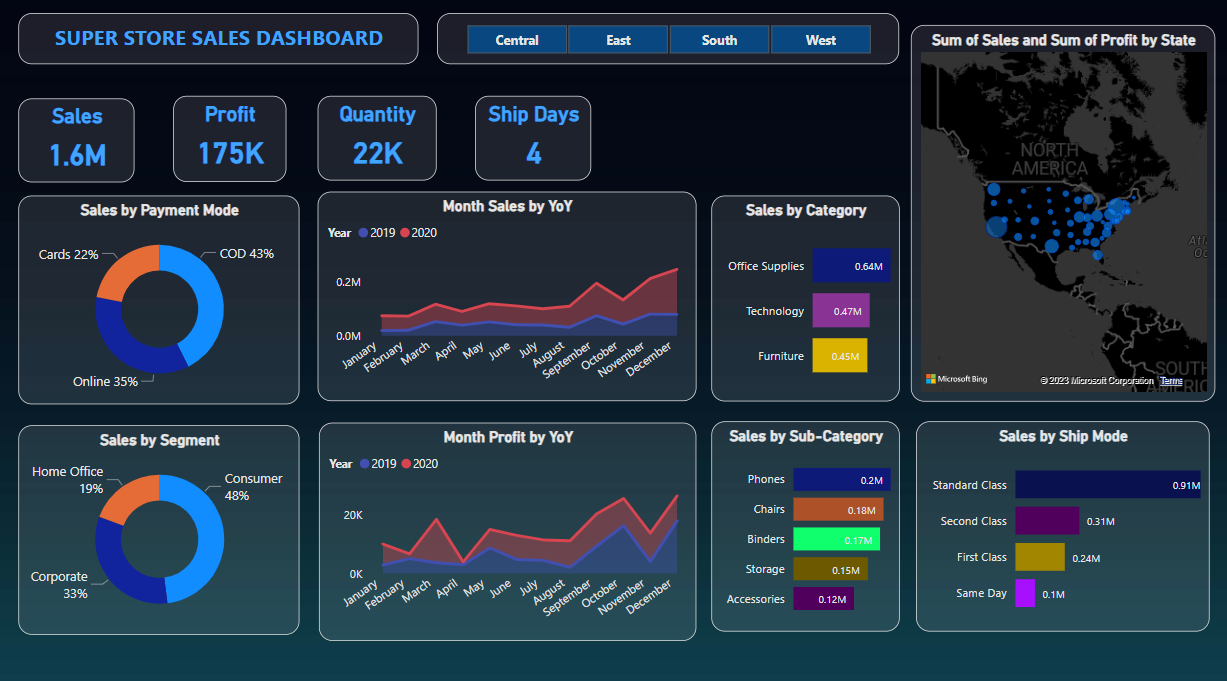 SUPER STORE SALES DASHBOARD
Central East South West
Sales
1.6M
Profit
175K
Quantity
22K
Ship Days
4
Sum of Sales and Sum of Profit by State
NORTH
AMERICA
SOUTH
Microsoft Bing
© 2023 Microsoft Corporation Terms
Sales by Payment Mode
Cards 22%
COD 43%
Online 35%
Month Sales by YoY
Year 2019 2020
0.2M
0.0M
January February March April May June July August September October November December
Sales by Category
Office Supplies 0.64M
Technology 0.47M
Furniture 0.45M
Sales by Segment
Home Office
19%
Consumer
48%
Corporate
33%
Month Profit by YoY
Year 2019 2020
20K
0K
January February March April May June July August September October November December
Sales by Sub-Category
Phones 0.2M
Chairs 0.18M
Binders 0.17M
Storage 0.15M
Accessories 0.12M
Sales by Ship Mode
Standard Class 0.91M
Second Class 0.31M
First Class 0.24M
Same Day 0.1M